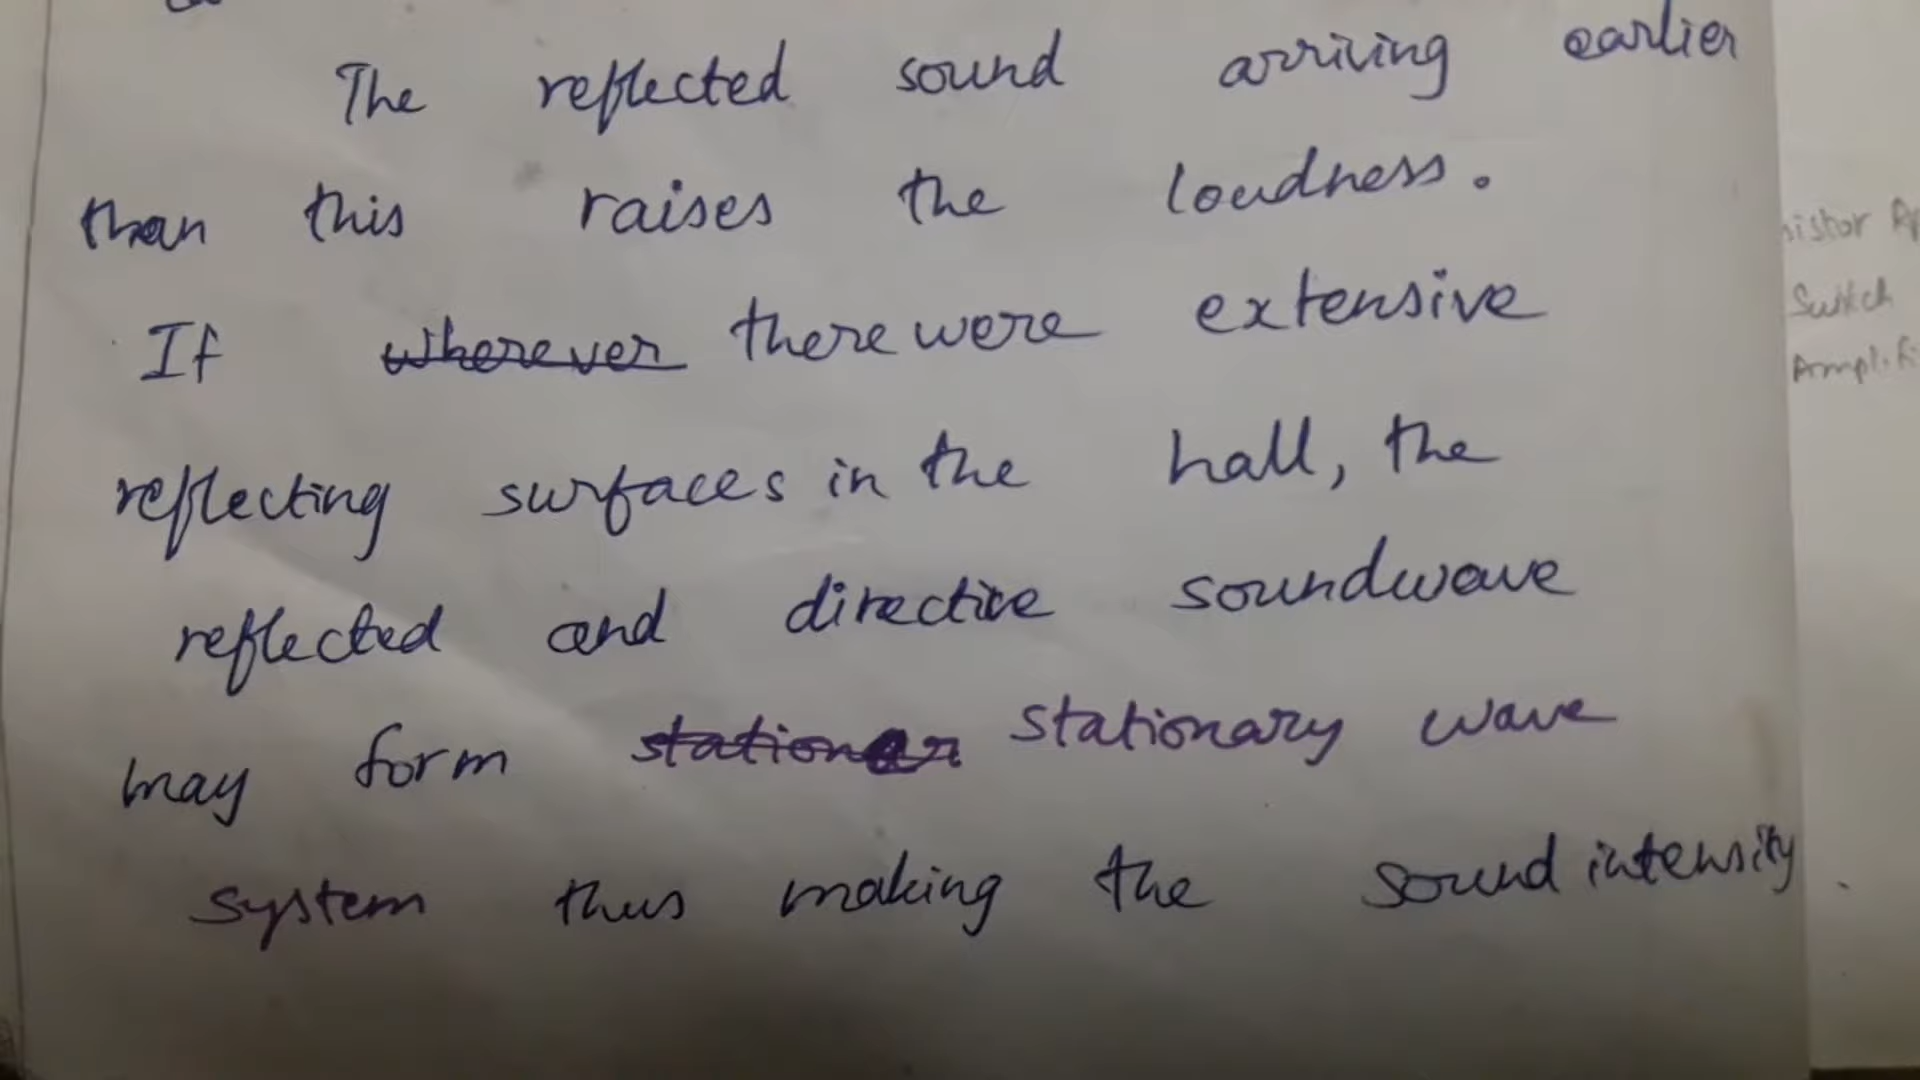 The reflected sound arriving earlier
than this raises the loudness.
If wherever there were extensive
reflecting surfaces in the hall, the
reflected and directive soundwave
may form stationar stationary wave
system thus making the sound intensity
Switch